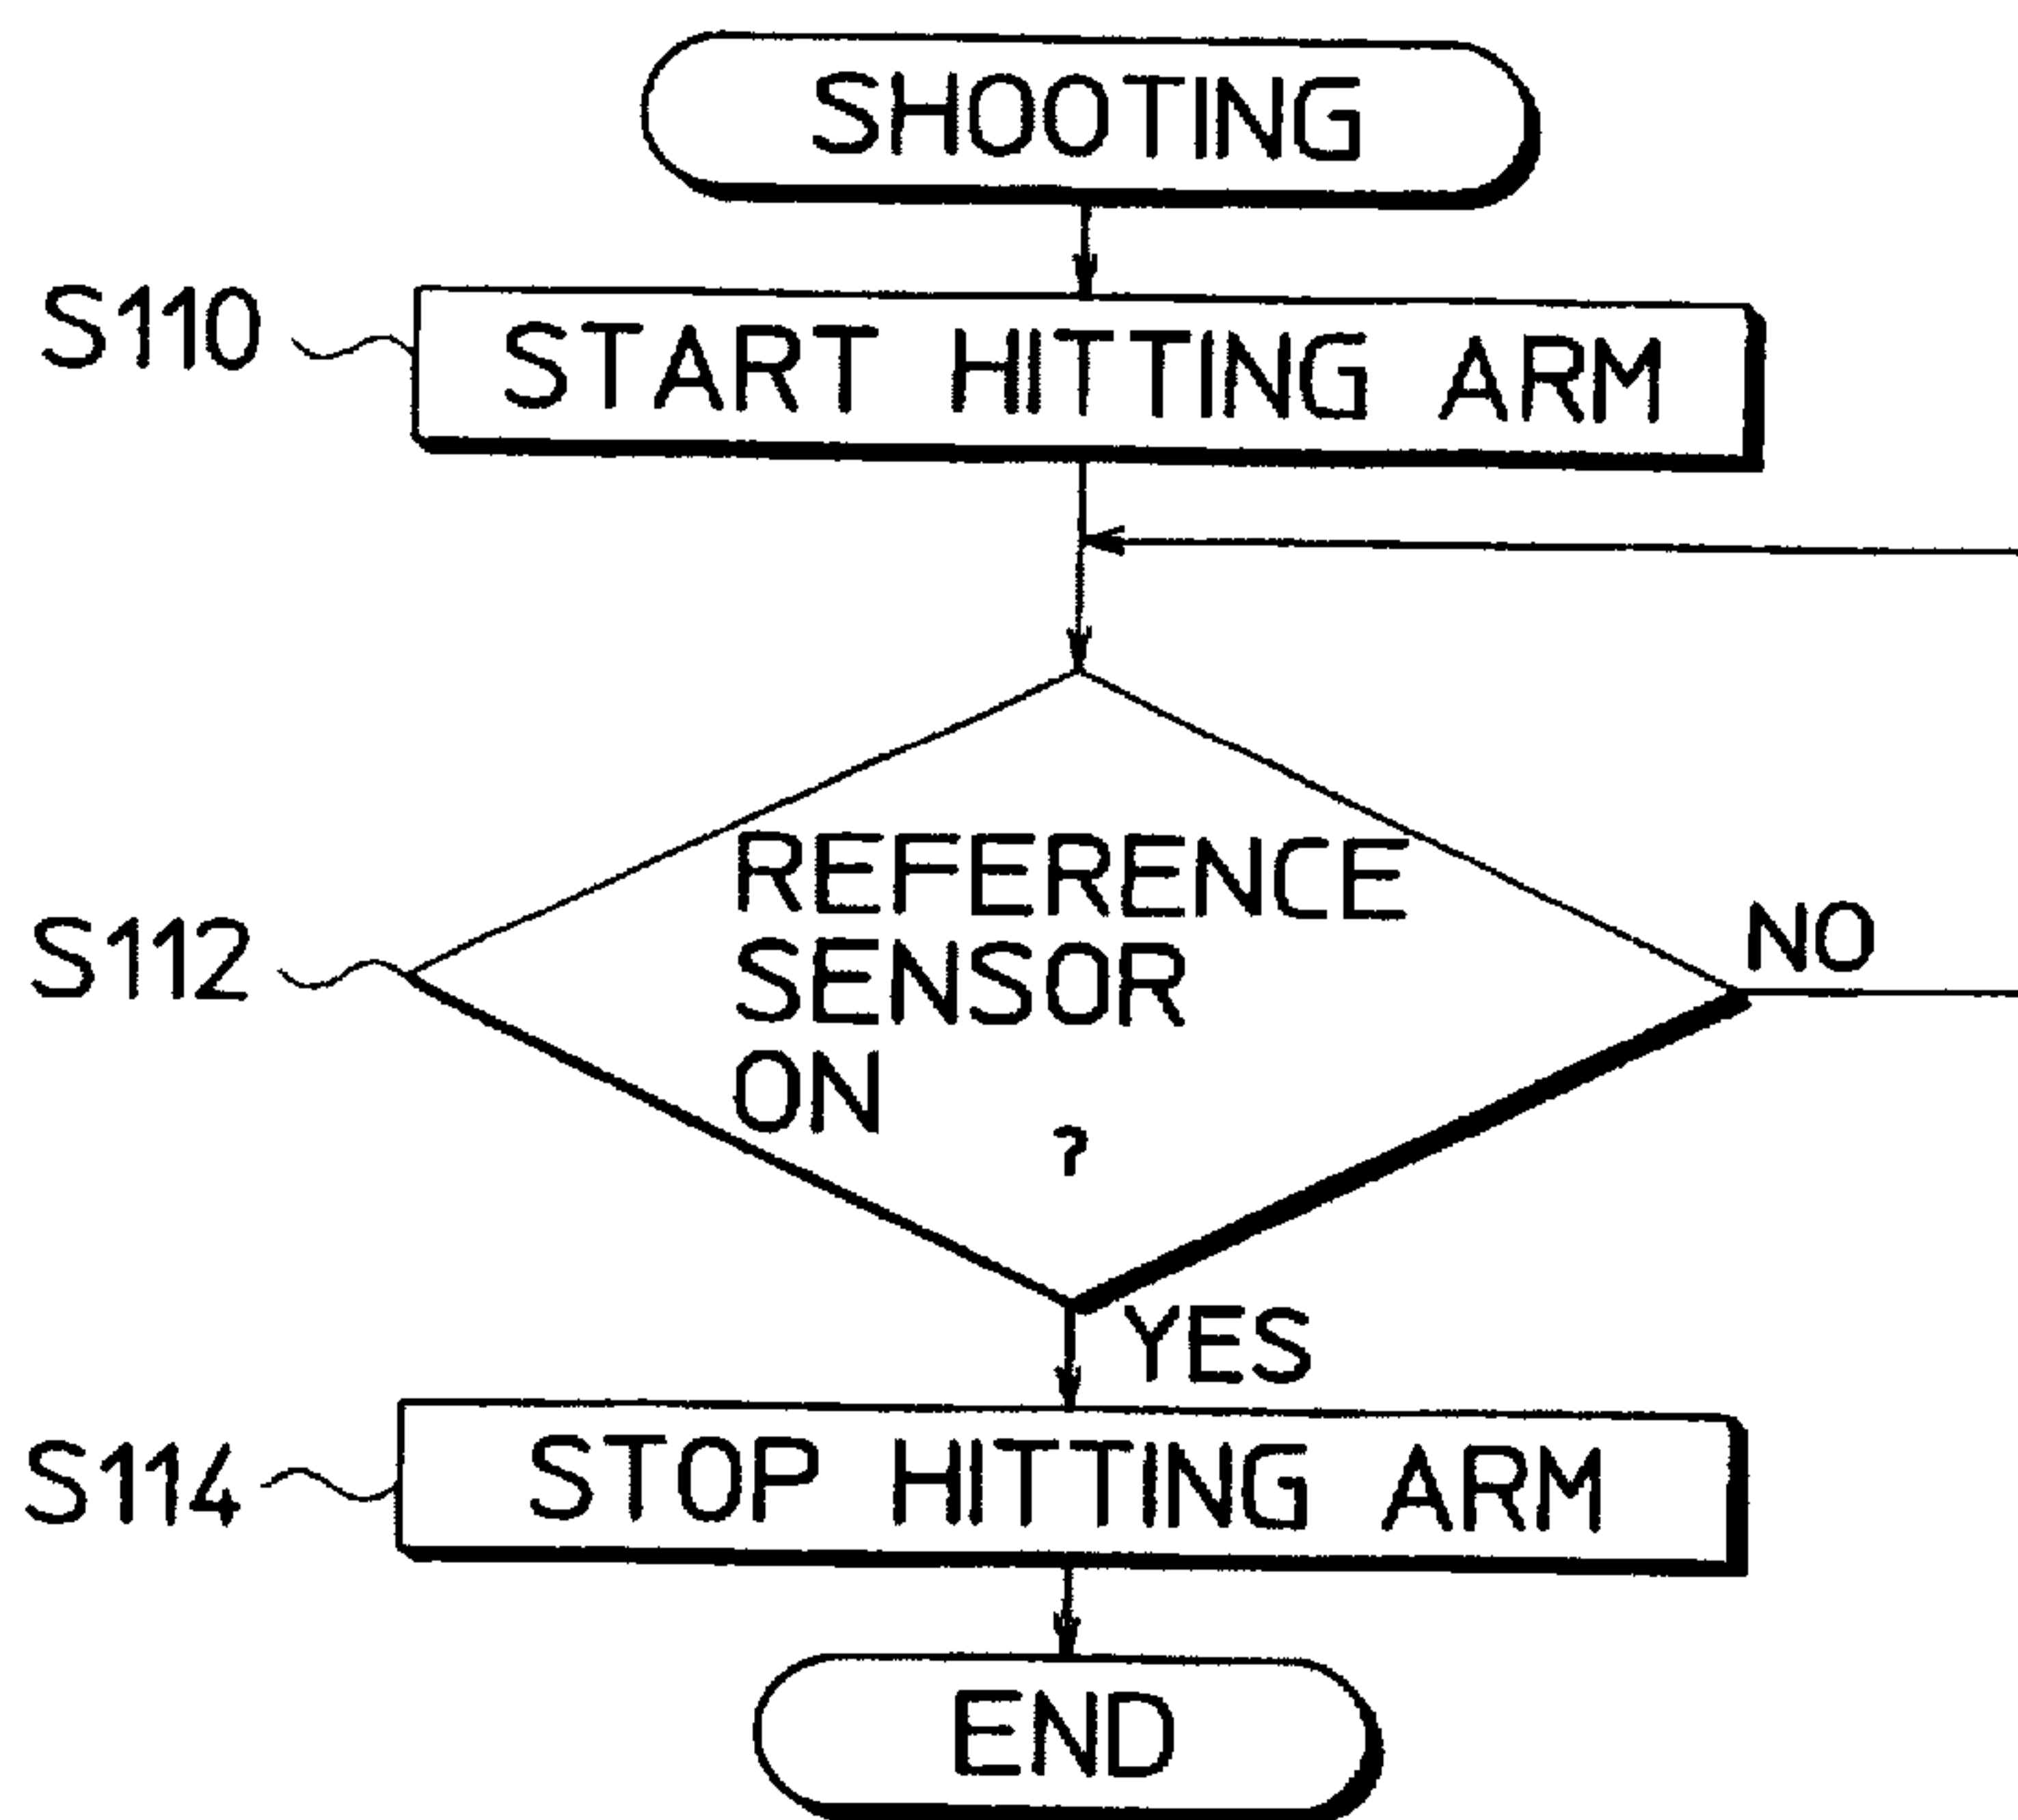 SHOOTING
S110
START HITTING ARM
REFERENCE
SENSOR
ON
?
S112
NO
YES
S114
STOP HITTING ARM
END